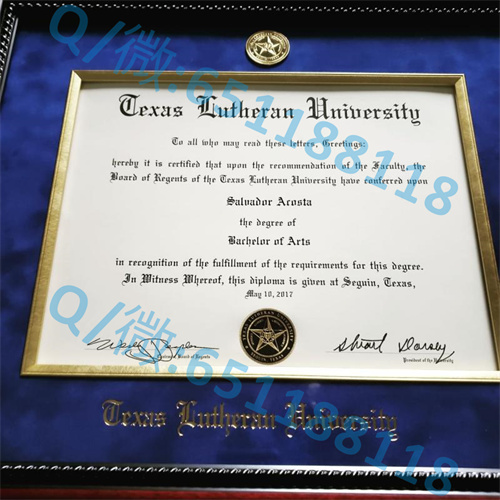 Texas Lutheran University
To all who may read these letters, Greetings:
hereby it is certified that upon the recommendation of the Faculty, the
Board of Regents of the Texas Lutheran University have conferred upon
Salvador Acosta
the degree of
Bachelor of Arts
in recognition of the fulfillment of the requirements for this degree.
In Witness Whereof, this diploma is given at Seguin, Texas,
May 10, 2017
Board of Regents
President of the University
Texas Lutheran University
Q/微:651188118
Q/微:651188118